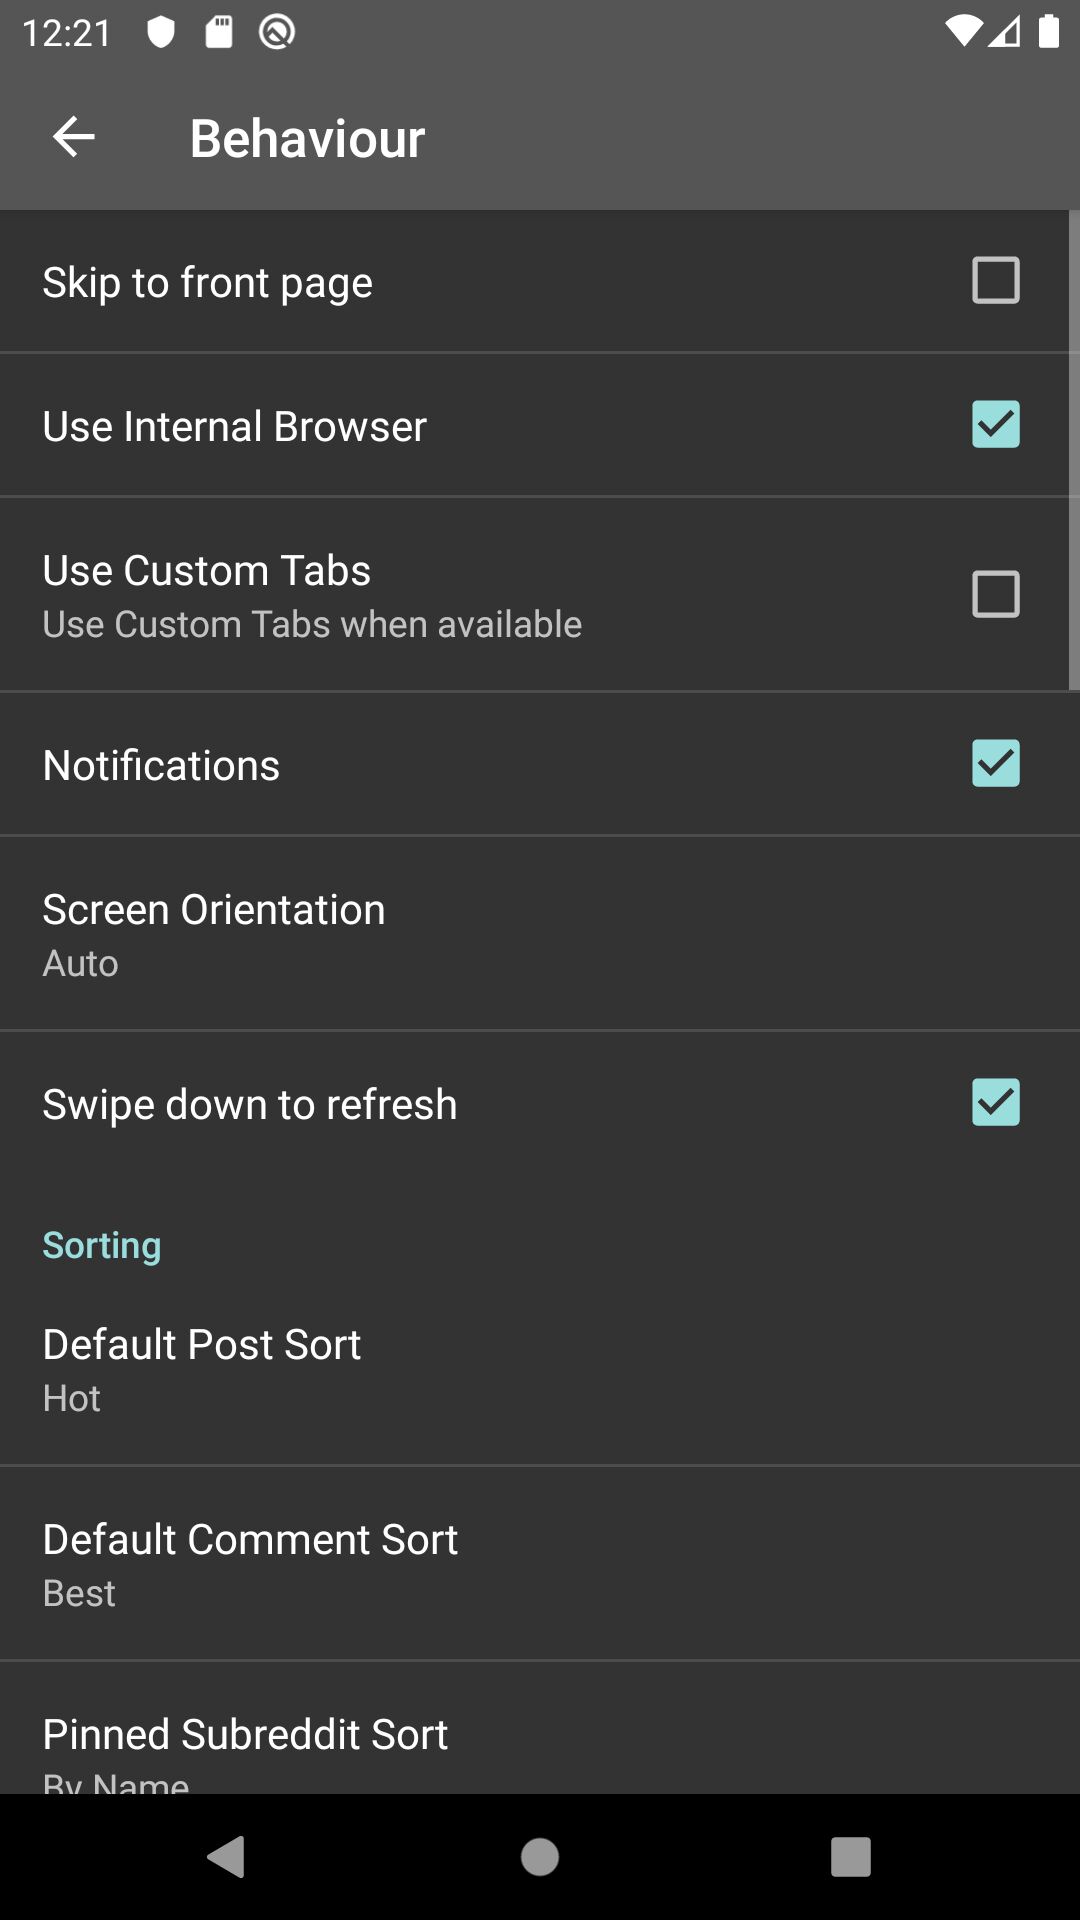 12:21
Behaviour
Skip to front page
Use Internal Browser
Use Custom Tabs
Use Custom Tabs when available
Notifications
Screen Orientation
Auto
Swipe down to refresh
Sorting
Default Post Sort
Hot
Default Comment Sort
Best
Pinned Subreddit Sort
By Name